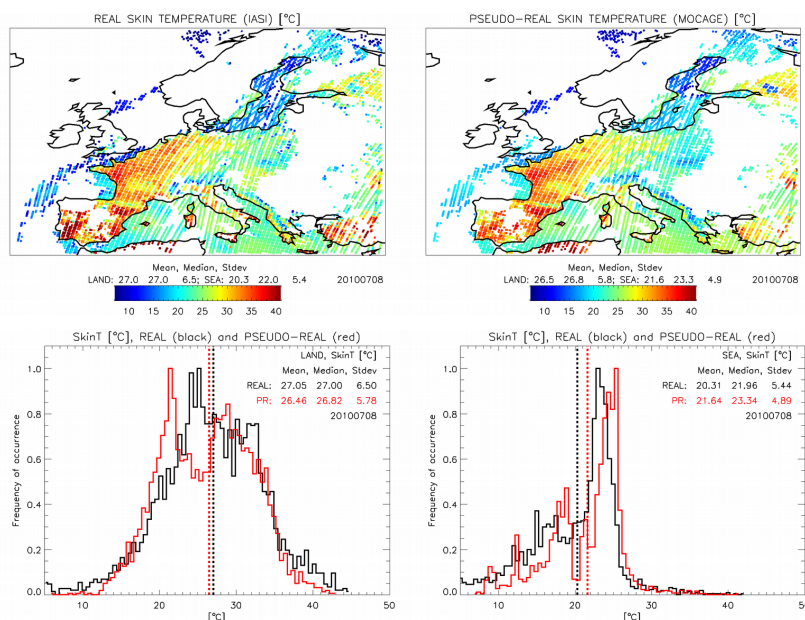 REAL SKIN TEMPERATURE (IASI) [°C]
PSEUDO-REAL SKIN TEMPERATURE (MOCAGE) [°C]
Mean, Median, Stdev
LAND: 27.0 27.0 6.5; SEA: 20.3 22.0 5.4 20100708
10 15 20 25 30 35 40
Mean, Median, Stdev
LAND: 26.5 26.8 5.8; SEA: 21.6 23.3 4.9 20100708
10 15 20 25 30 35 40
SkinT [°C], REAL (black) and PSEUDO-REAL (red)
LAND, SkinT [°C]
Mean, Median, Stdev
REAL: 27.05 27.00 6.50
PR: 26.46 26.82 5.78
20100708
Frequency of occurrence
1.0
0.8
0.6
0.4
0.2
0.0
10 20 30 40 50
[°C]
SkinT [°C], REAL (black) and PSEUDO-REAL (red)
SEA, SkinT [°C]
Mean, Median, Stdev
REAL: 20.31 21.96 5.44
PR: 21.64 23.34 4.89
20100708
Frequency of occurrence
1.0
0.8
0.6
0.4
0.2
0.0
10 20 30 40 50
[°C]